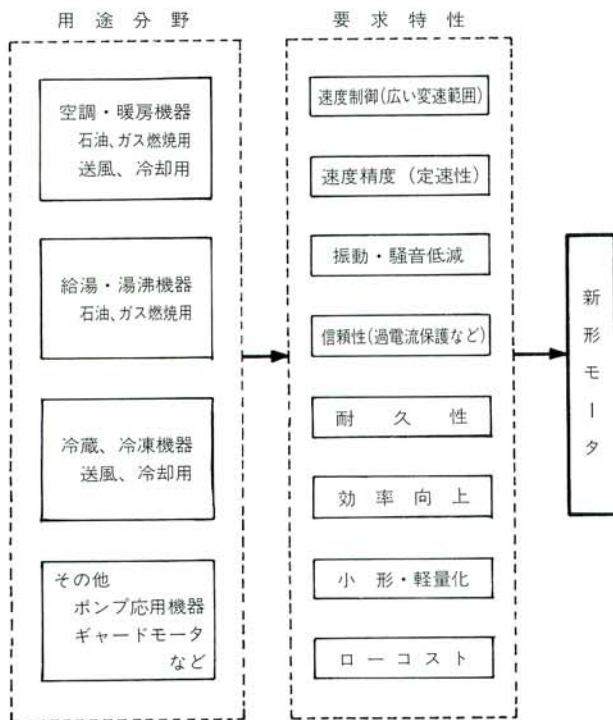 用途分野
空調・暖房機器
石油、ガス燃焼用
送風、冷却用
給湯・湯沸機器
石油、ガス燃焼用
冷蔵、冷凍機器
送風、冷却用
その他
ポンプ応用機器
ギャードモータ
など
要求特性
速度制御(広い変速範囲)
速度精度(定速性)
振動・騒音低減
信頼性(過電流保護など)
耐久性
効率向上
小形・軽量化
ローコスト
新形モータ